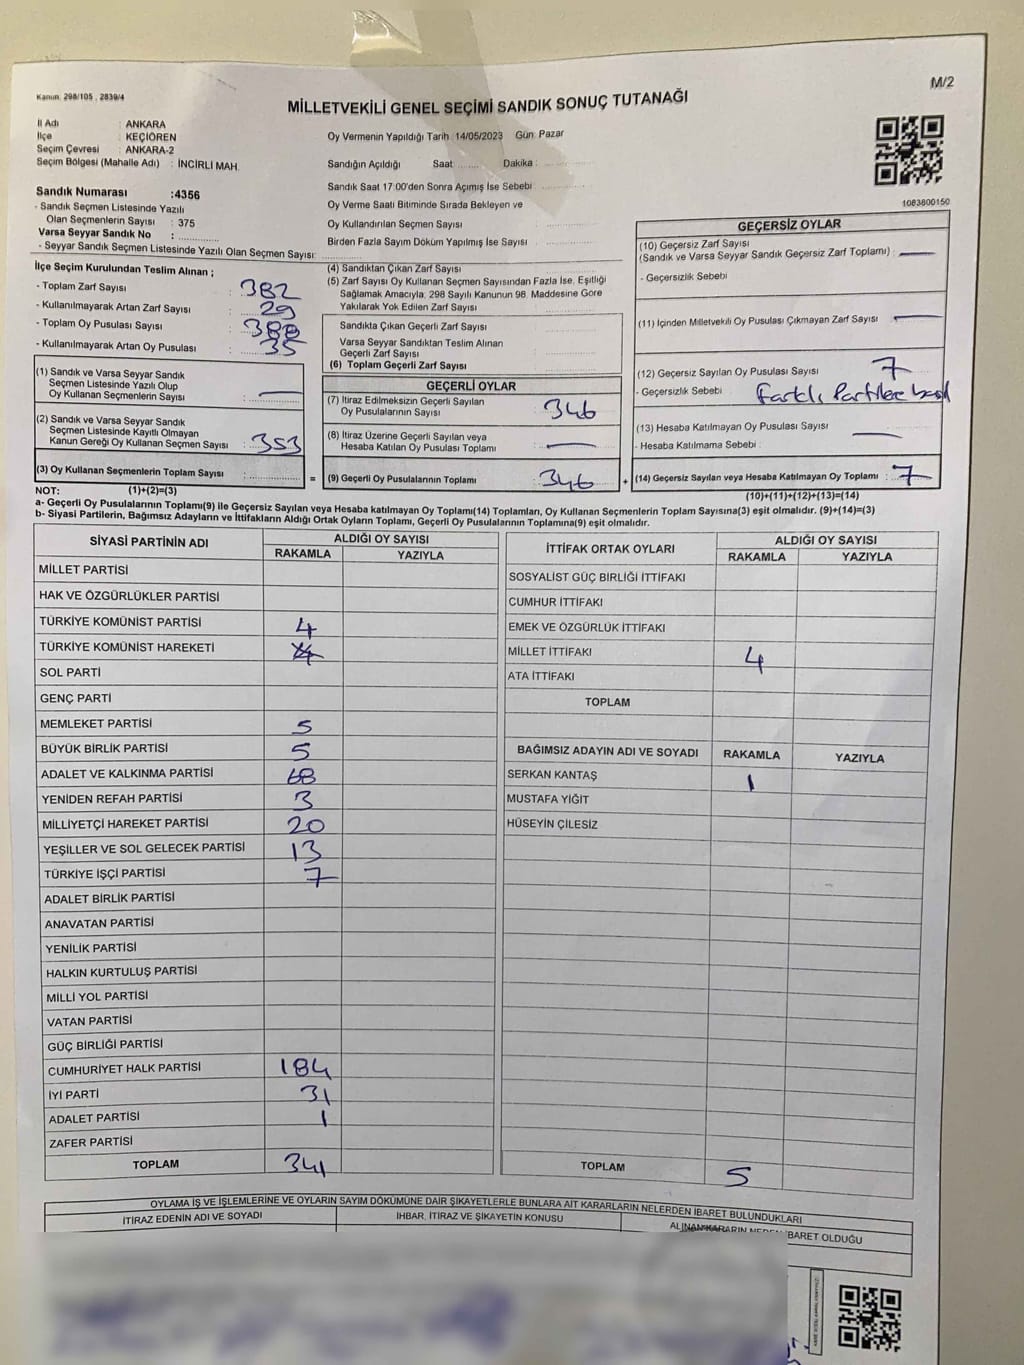 Kanun: 298/105 , 2839/4
M/2
MİLLETVEKİLİ GENEL SEÇİMİ SANDIK SONUÇ TUTANAĞI
İl Adı : ANKARA
İlçe : KEÇİÖREN
Seçim Çevresi : ANKARA-2
Seçim Bölgesi (Mahalle Adı) : İNCİRLİ MAH.
Sandık Numarası :4356
- Sandık Seçmen Listesinde Yazılı
Olan Seçmenlerin Sayısı : 375
Varsa Seyyar Sandık No :
- Seyyar Sandık Seçmen Listesinde Yazılı Olan Seçmen Sayısı:
Oy Vermenin Yapıldığı Tarih 14/05/2023 Gün: Pazar
Sandığın Açıldığı Saat Dakika :
Sandık Saat 17:00'den Sonra Açımış İse Sebebi
Oy Verme Saati Bitiminde Sırada Bekleyen ve
Oy Kullandırılan Seçmen Sayısı
Birden Fazla Sayım Döküm Yapılmış İse Sayısı
1083800150
İlçe Seçim Kurulundan Teslim Alınan ;
- Toplam Zarf Sayısı : 382
- Kullanılmayarak Artan Zarf Sayısı : 29
- Toplam Oy Pusulası Sayısı : 388
- Kullanılmayarak Artan Oy Pusulası : 35
(1) Sandık ve Varsa Seyyar Sandık
Seçmen Listesinde Yazılı Olup
Oy Kullanan Seçmenlerin Sayısı :
(2) Sandık ve Varsa Seyyar Sandık
Seçmen Listesinde Kayıtlı Olmayan
Kanun Gereği Oy Kullanan Seçmen Sayısı : 353
(3) Oy Kullanan Seçmenlerin Toplam Sayısı :
(1)+(2)=(3)
(4) Sandıktan Çıkan Zarf Sayısı
(5) Zarf Sayısı Oy Kullanan Seçmen Sayısından Fazla İse, Eşitliği
Sağlamak Amacıyla, 298 Sayılı Kanunun 98. Maddesine Göre
Yakılarak Yok Edilen Zarf Sayısı
Sandıkta Çıkan Geçerli Zarf Sayısı
Varsa Seyyar Sandıktan Teslim Alınan
Geçerli Zarf Sayısı
(6) Toplam Geçerli Zarf Sayısı
GEÇERLİ OYLAR
(7) İtiraz Edilmeksizin Geçerli Sayılan
Oy Pusulalarının Sayısı 346
(8) İtiraz Üzerine Geçerli Sayılan veya
Hesaba Katılan Oy Pusulaları Toplamı
= (9) Geçerli Oy Pusulalarının Toplamı 346
GEÇERSİZ OYLAR
(10) Geçersiz Zarf Sayısı
(Sandık ve Varsa Seyyar Sandık Geçersiz Zarf Toplamı) :
- Geçersizlik Sebebi
(11) İçinden Milletvekili Oy Pusulası Çıkmayan Zarf Sayısı
(12) Geçersiz Sayılan Oy Pusulası Sayısı : 7
- Geçersizlik Sebebi : Farklı Partilere
(13) Hesaba Katılmayan Oy Pusulası Sayısı :
- Hesaba Katılmama Sebebi :
+ (14) Geçersiz Sayılan veya Hesaba Katılmayan Oy Toplamı : 7
(10)+(11)+(12)+(13)=(14)
NOT:
a- Geçerli Oy Pusulalarının Toplamı(9) ile Geçersiz Sayılan veya Hesaba katılmayan Oy Toplamı(14) Toplamları, Oy Kullanan Seçmenlerin Toplam Sayısına(3) eşit olmalıdır. (9)+(14)=(3)
b- Siyasi Partilerin, Bağımsız Adayların ve İttifakların Aldığı Ortak Oyların Toplamı, Geçerli Oy Pusulalarının Toplamına(9) eşit olmalıdır.
SİYASİ PARTİNİN ADI ALDIĞI OY SAYISI
RAKAMLA YAZIYLA
MİLLET PARTİSİ
HAK VE ÖZGÜRLÜKLER PARTİSİ
TÜRKİYE KOMÜNİST PARTİSİ 4
TÜRKİYE KOMÜNİST HAREKETİ
SOL PARTİ
GENÇ PARTİ
MEMLEKET PARTİSİ 5
BÜYÜK BİRLİK PARTİSİ 5
ADALET VE KALKINMA PARTİSİ 68
YENİDEN REFAH PARTİSİ 3
MİLLİYETÇİ HAREKET PARTİSİ 20
YEŞİLLER VE SOL GELECEK PARTİSİ 13
TÜRKİYE İŞÇİ PARTİSİ 7
ADALET BİRLİK PARTİSİ
ANAVATAN PARTİSİ
YENİLİK PARTİSİ
HALKIN KURTULUŞ PARTİSİ
MİLLİ YOL PARTİSİ
VATAN PARTİSİ
GÜÇ BİRLİĞİ PARTİSİ
CUMHURİYET HALK PARTİSİ 184
İYİ PARTİ 31
ADALET PARTİSİ 1
ZAFER PARTİSİ
TOPLAM 341
İTTİFAK ORTAK OYLARI ALDIĞI OY SAYISI
RAKAMLA YAZIYLA
SOSYALİST GÜÇ BİRLİĞİ İTTİFAKI
CUMHUR İTTİFAKI
EMEK VE ÖZGÜRLÜK İTTİFAKI
MİLLET İTTİFAKI 4
ATA İTTİFAKI
TOPLAM
BAĞIMSIZ ADAYIN ADI VE SOYADI RAKAMLA YAZIYLA
SERKAN KANTAŞ 1
MUSTAFA YİĞİT
HÜSEYİN ÇİLESİZ
TOPLAM 5
OYLAMA İŞ VE İŞLEMLERİNE VE OYLARIN SAYIM DÖKÜMÜNE DAİR ŞİKAYETLERLE BUNLARA AİT KARARLARIN NELERDEN İBARET BULUNDUKLARI
İTİRAZ EDENİN ADI VE SOYADI İHBAR, İTİRAZ VE ŞİKAYETİN KONUSU ALINAN KARARIN NEDEN İBARET OLDUĞU